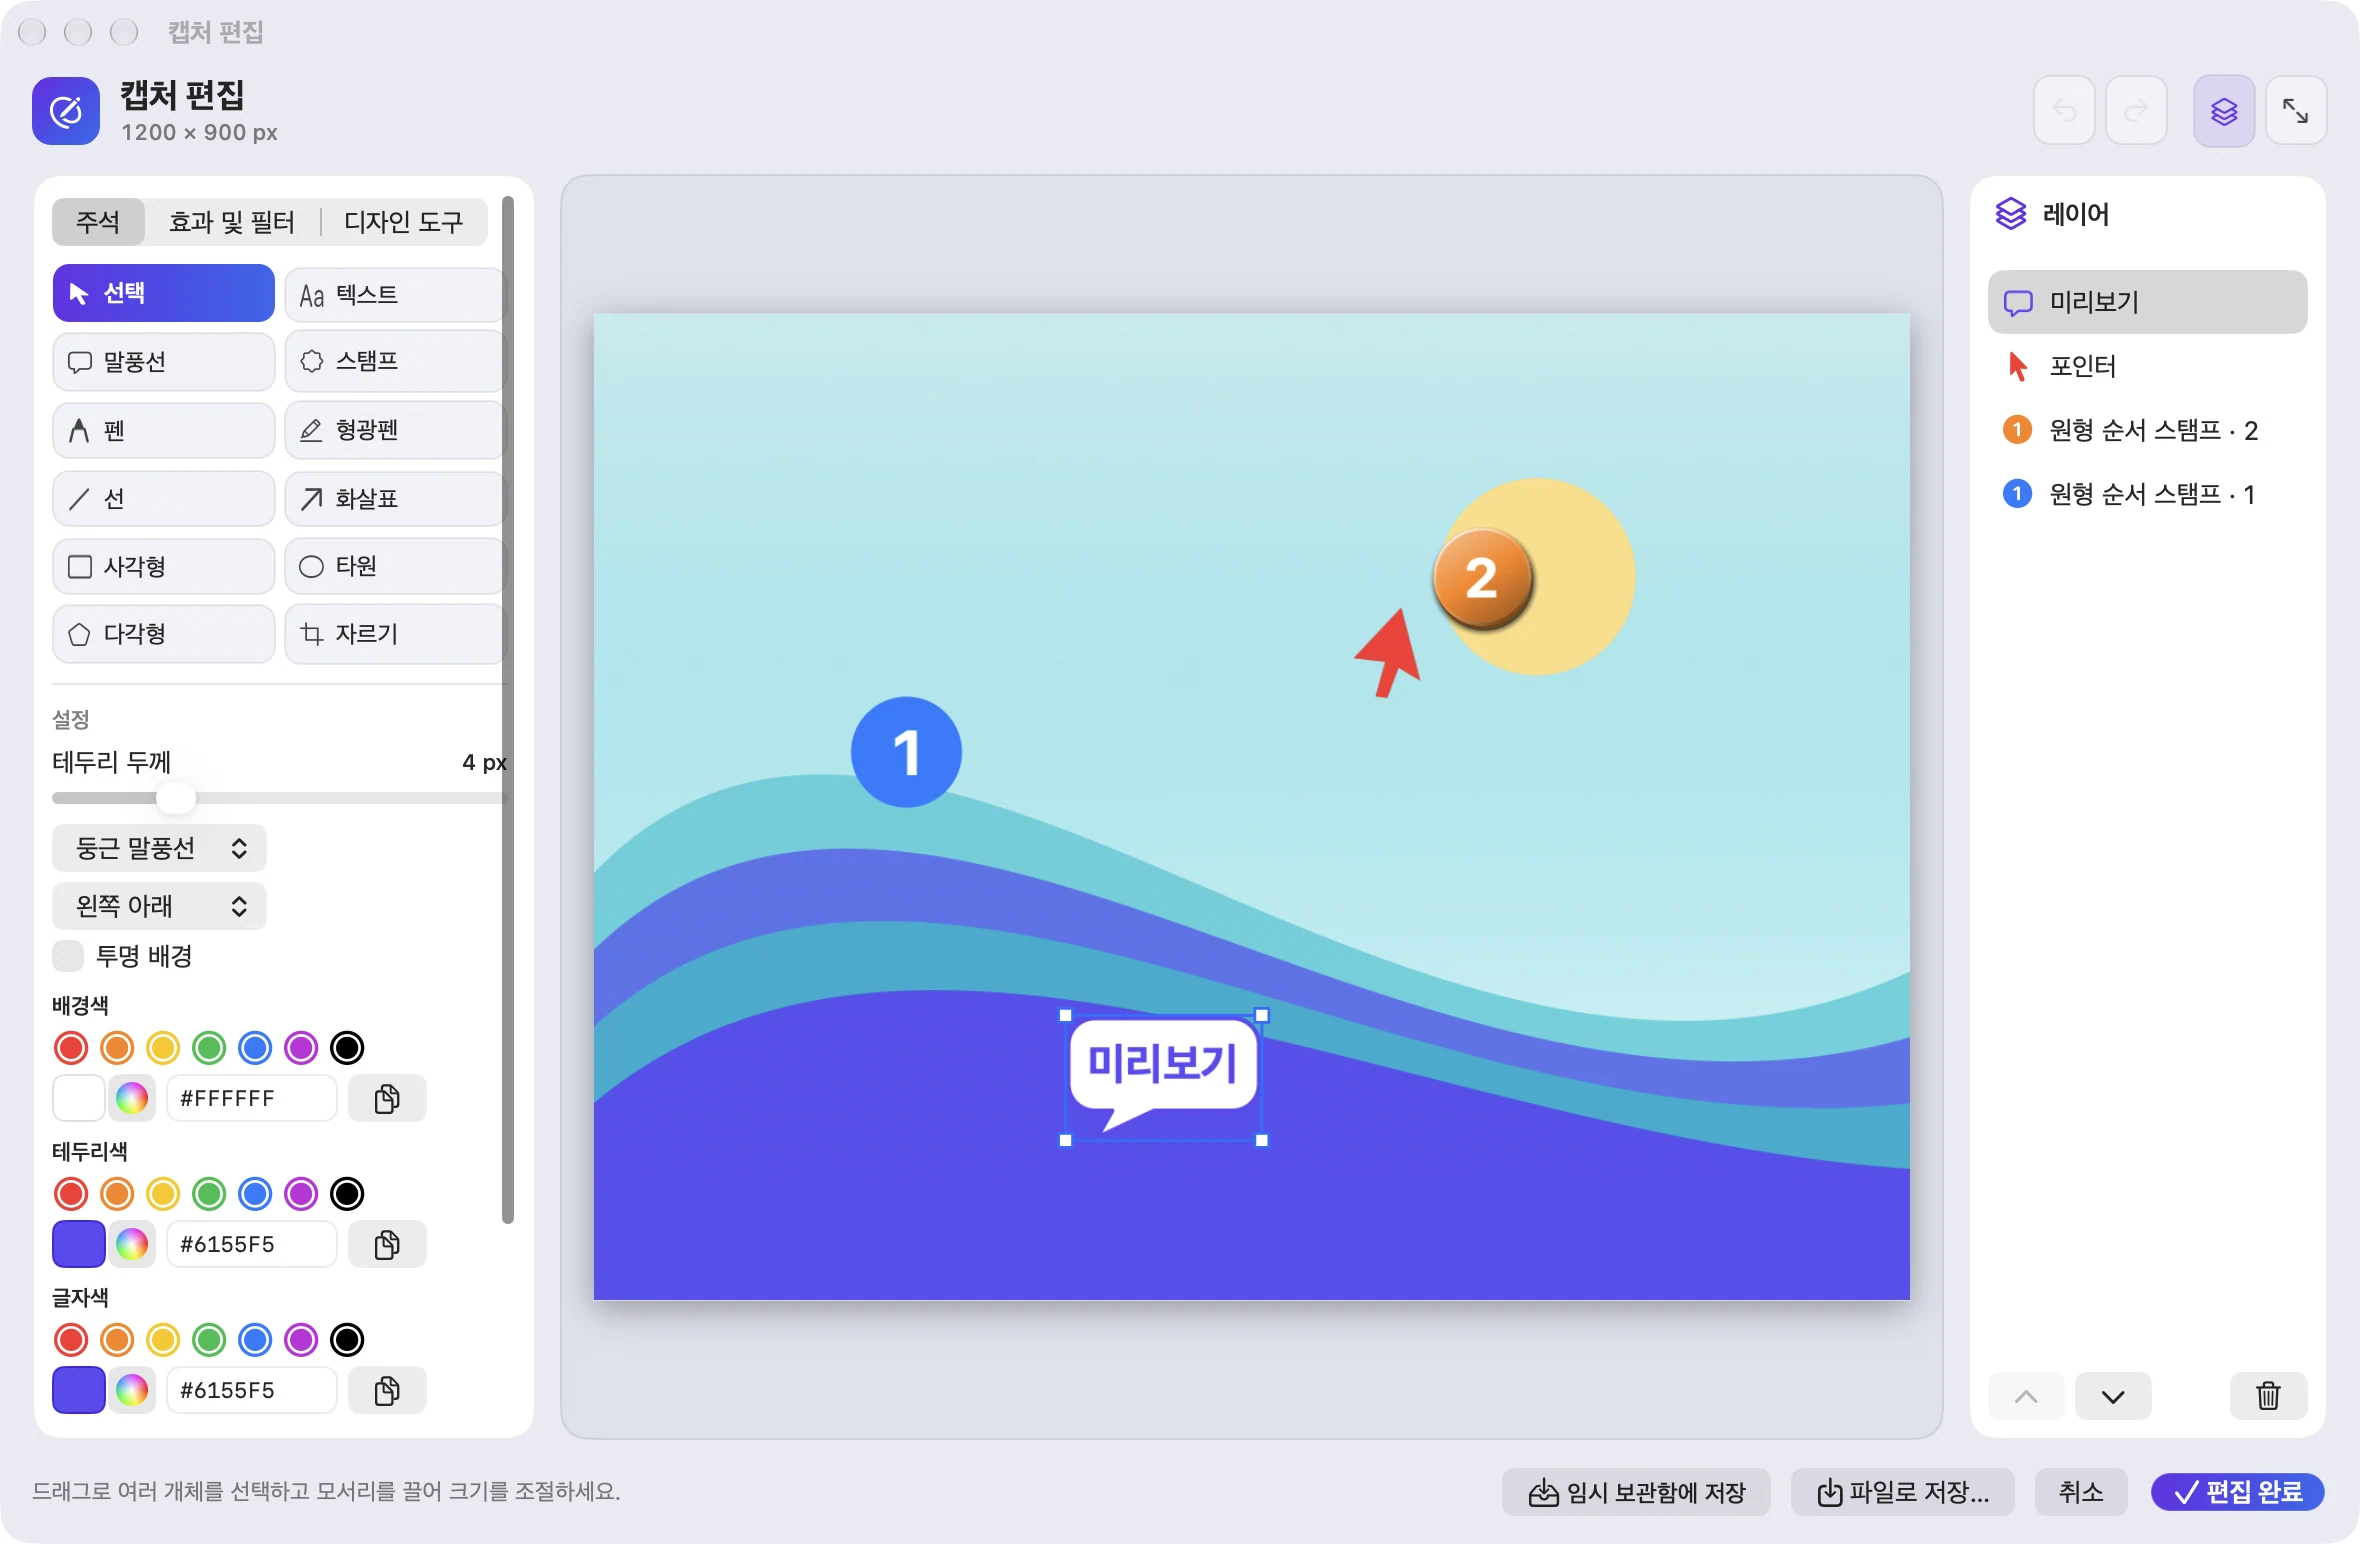 캡처 편집
캡처 편집
1200 × 900 px
주석
효과 및 필터
디자인 도구
선택
텍스트
말풍선
스탬프
펜
형광펜
선
화살표
사각형
타원
다각형
자르기
설정
테두리 두께
4 px
둥근 말풍선
왼쪽 아래
투명 배경
배경색
#FFFFFF
테두리색
#6155F5
글자색
#6155F5
2
1
미리보기
레이어
미리보기
포인터
1 원형 순서 스탬프 · 2
1 원형 순서 스탬프 · 1
드래그로 여러 개체를 선택하고 모서리를 끌어 크기를 조절하세요.
임시 보관함에 저장
파일로 저장...
취소
편집 완료